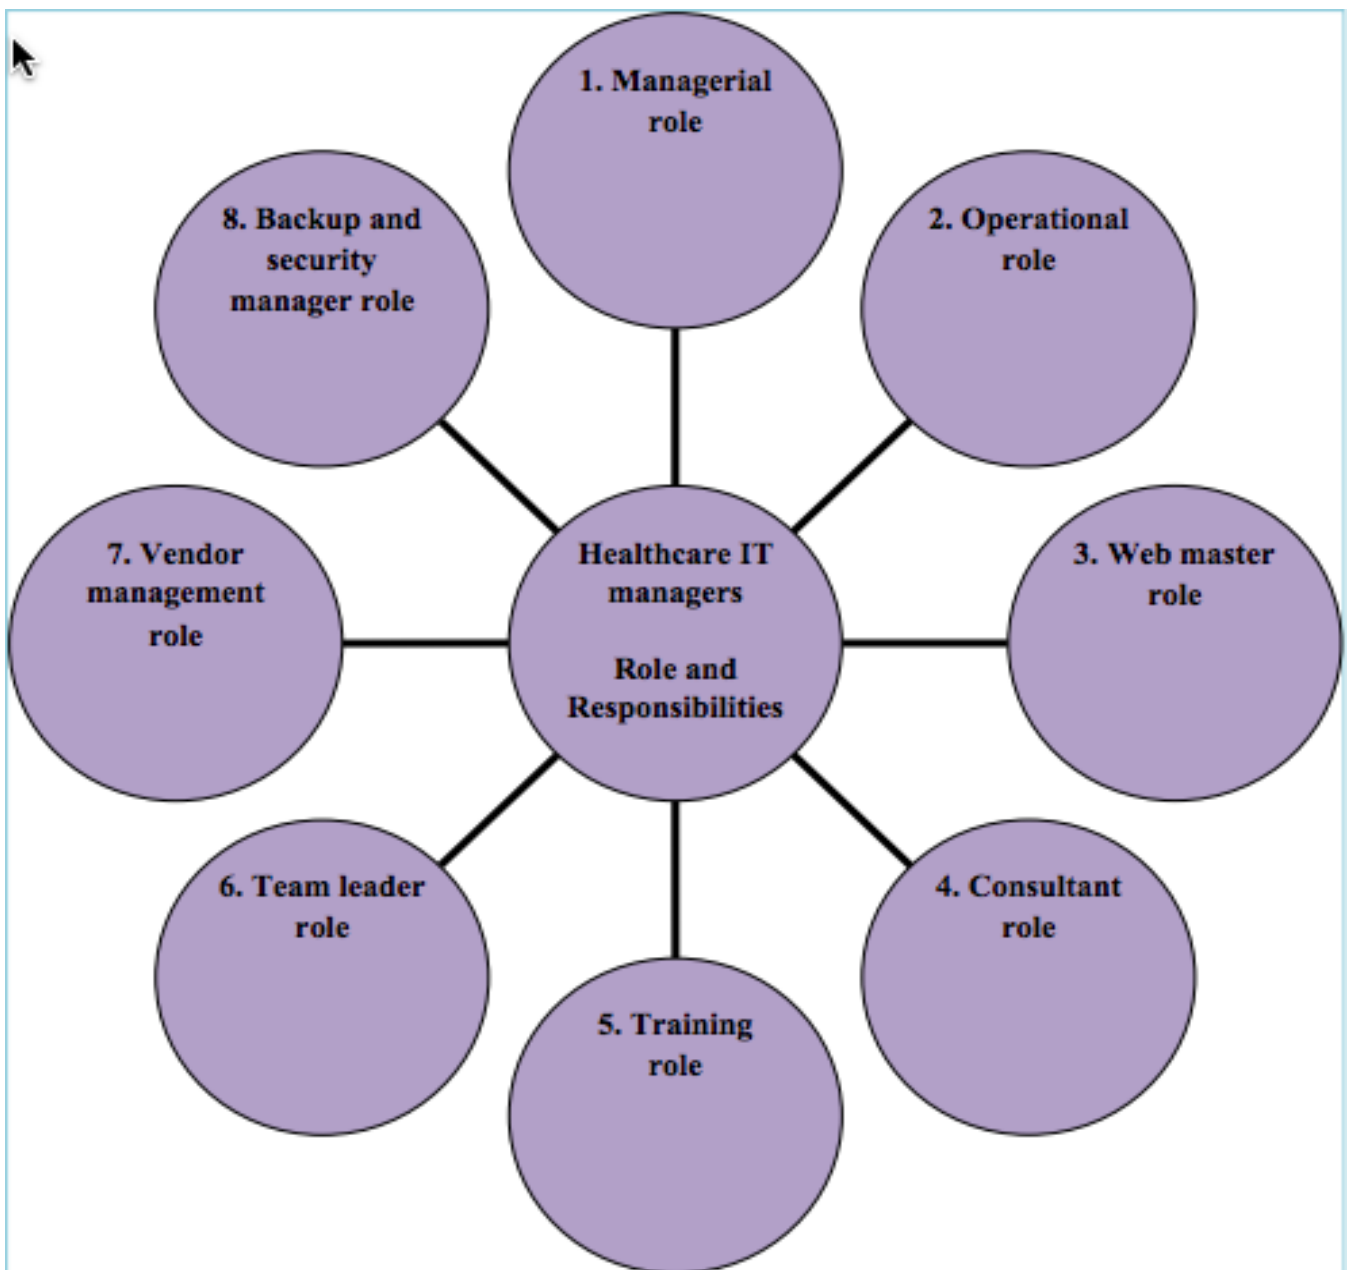 1. Managerial
role
2. Operational
role
3. Web master
role
4. Consultant
role
5. Training
role
6. Team leader
role
7. Vendor
management
role
8. Backup and
security
manager role
Healthcare IT
managers
Role and
Responsibilities